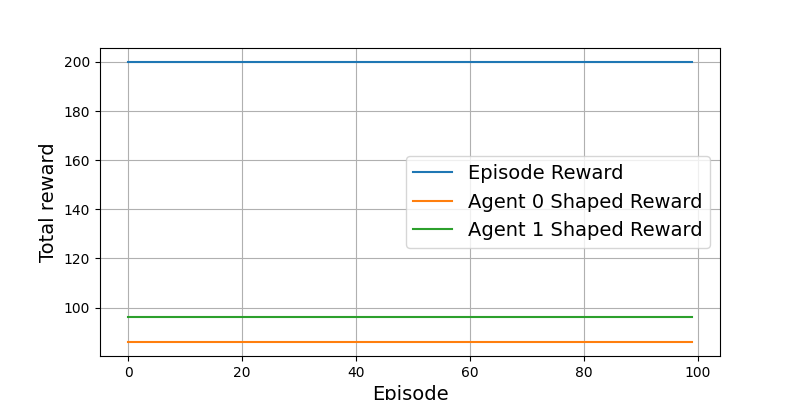 200
180
160
140
120
100
Total reward
Episode Reward
Agent 0 Shaped Reward
Agent 1 Shaped Reward
0 20 40 60 80 100
Episode